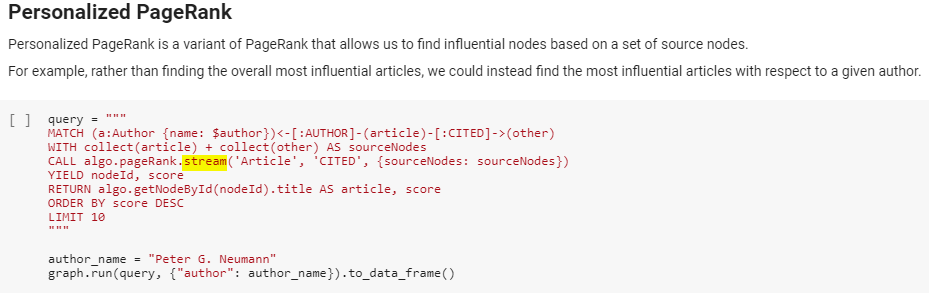 Personalized PageRank
Personalized PageRank is a variant of PageRank that allows us to find influential nodes based on a set of source nodes.
For example, rather than finding the overall most influential articles, we could instead find the most influential articles with respect to a given author.
[ ] query = """
MATCH (a:Author {name: $author})<-[:AUTHOR]-(article)-[:CITED]->(other)
WITH collect(article) + collect(other) AS sourceNodes
CALL algo.pageRank.stream('Article', 'CITED', {sourceNodes: sourceNodes})
YIELD nodeId, score
RETURN algo.getNodeById(nodeId).title AS article, score
ORDER BY score DESC
LIMIT 10
"""
author_name = "Peter G. Neumann"
graph.run(query, {"author": author_name}).to_data_frame()